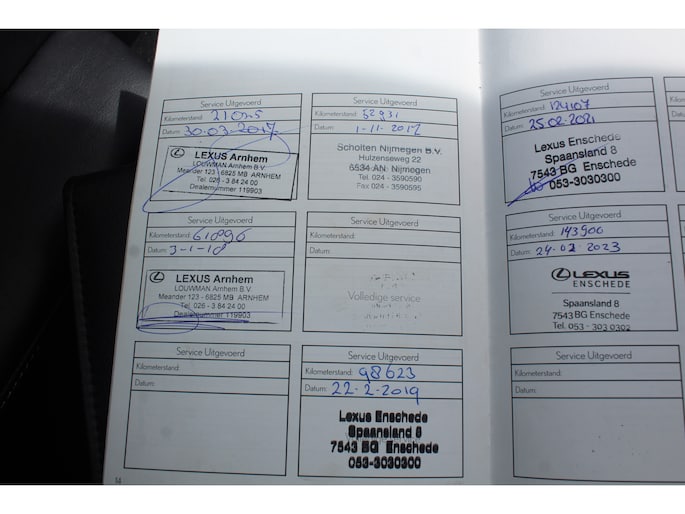 Service Uitgevoerd
Kilometerstand: 21025
Datum: 30-03-2017
LEXUS Arnhem
LOUWMAN Arnhem B.V.
Meander 123 - 6825 MB ARNHEM
Tel. 026 - 3 84 24 00
Dealernummer 119903
Service Uitgevoerd
Kilometerstand: 52931
Datum: 1-11-2017
Scholten Nijmegen B.V.
Hulzenseweg 22
6534 AN Nijmegen
Tel. 024 - 3590590
Fax 024 - 3590595
Service Uitgevoerd
Kilometerstand: 61896
Datum: 3-1-18
LEXUS Arnhem
LOUWMAN Arnhem B.V.
Meander 123 - 6825 MB ARNHEM
Tel. 026 - 3 84 24 00
Dealernummer 119903
Service Uitgevoerd
Kilometerstand:
Datum:
Volledige service
Service Uitgevoerd
Kilometerstand:
Datum:
Service Uitgevoerd
Kilometerstand: 98623
Datum: 22-2-2019
Lexus Enschede
Spaansland 8
7543 BG Enschede
053-3030300
14
Service Uitgevoerd
Kilometerstand: 124107
Datum: 25-02-2021
Lexus Enschede
Spaansland 8
7543 BG Enschede
053-3030300
Service Uitgevoerd
Kilometerstand: 143900
Datum: 24-02-2023
LEXUS
ENSCHEDE
Spaansland 8
7543 BG Enschede
Tel. 053 - 303 0302
Service Uitgevoerd
Kilometerstand:
Datum: